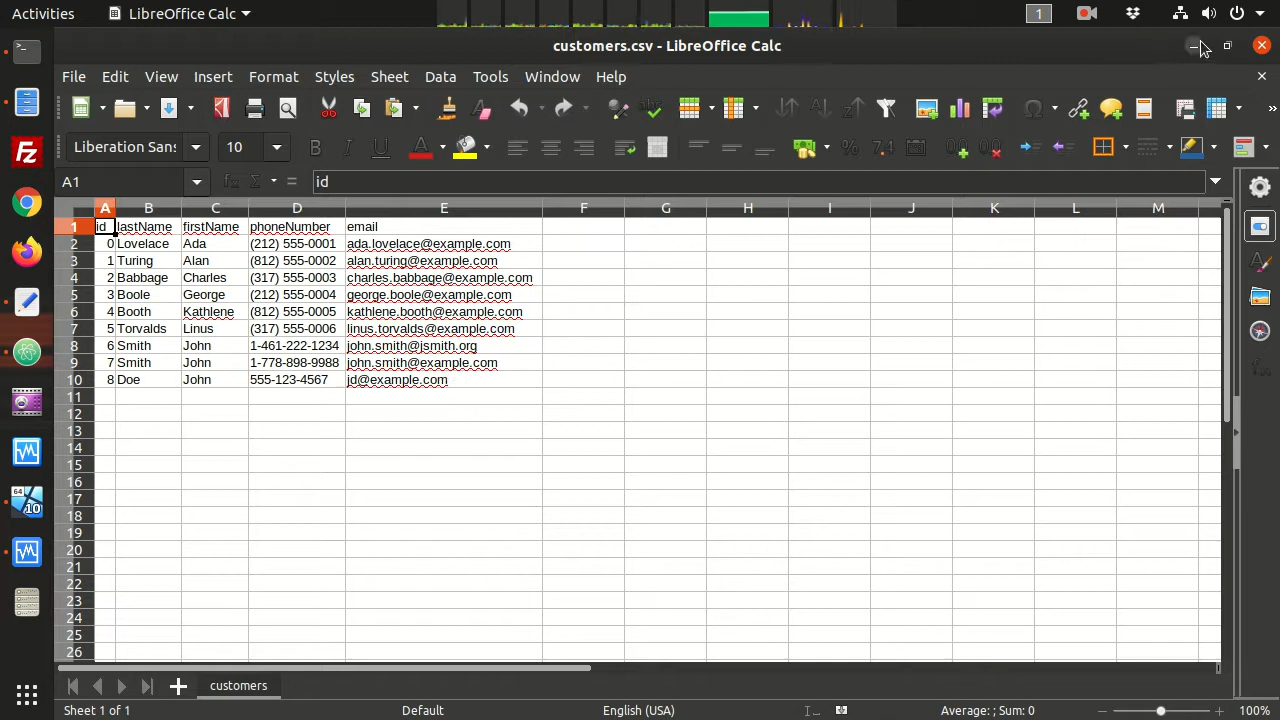 Activities LibreOffice Calc 1
customers.csv - LibreOffice Calc
File Edit View Insert Format Styles Sheet Data Tools Window Help
Liberation Sans 10
A1 id
A B C D E F G H I J K L M
1 id lastName firstName phoneNumber email
2 0 Lovelace Ada (212) 555-0001 ada.lovelace@example.com
3 1 Turing Alan (812) 555-0002 alan.turing@example.com
4 2 Babbage Charles (317) 555-0003 charles.babbage@example.com
5 3 Boole George (212) 555-0004 george.boole@example.com
6 4 Booth Kathlene (812) 555-0005 kathlene.booth@example.com
7 5 Torvalds Linus (317) 555-0006 linus.torvalds@example.com
8 6 Smith John 1-461-222-1234 john.smith@jsmith.org
9 7 Smith John 1-778-898-9988 john.smith@example.com
10 8 Doe John 555-123-4567 jd@example.com
11
12
13
14
15
16
17
18
19
20
21
22
23
24
25
26
customers
Sheet 1 of 1 Default English (USA) Average: ; Sum: 0 100%